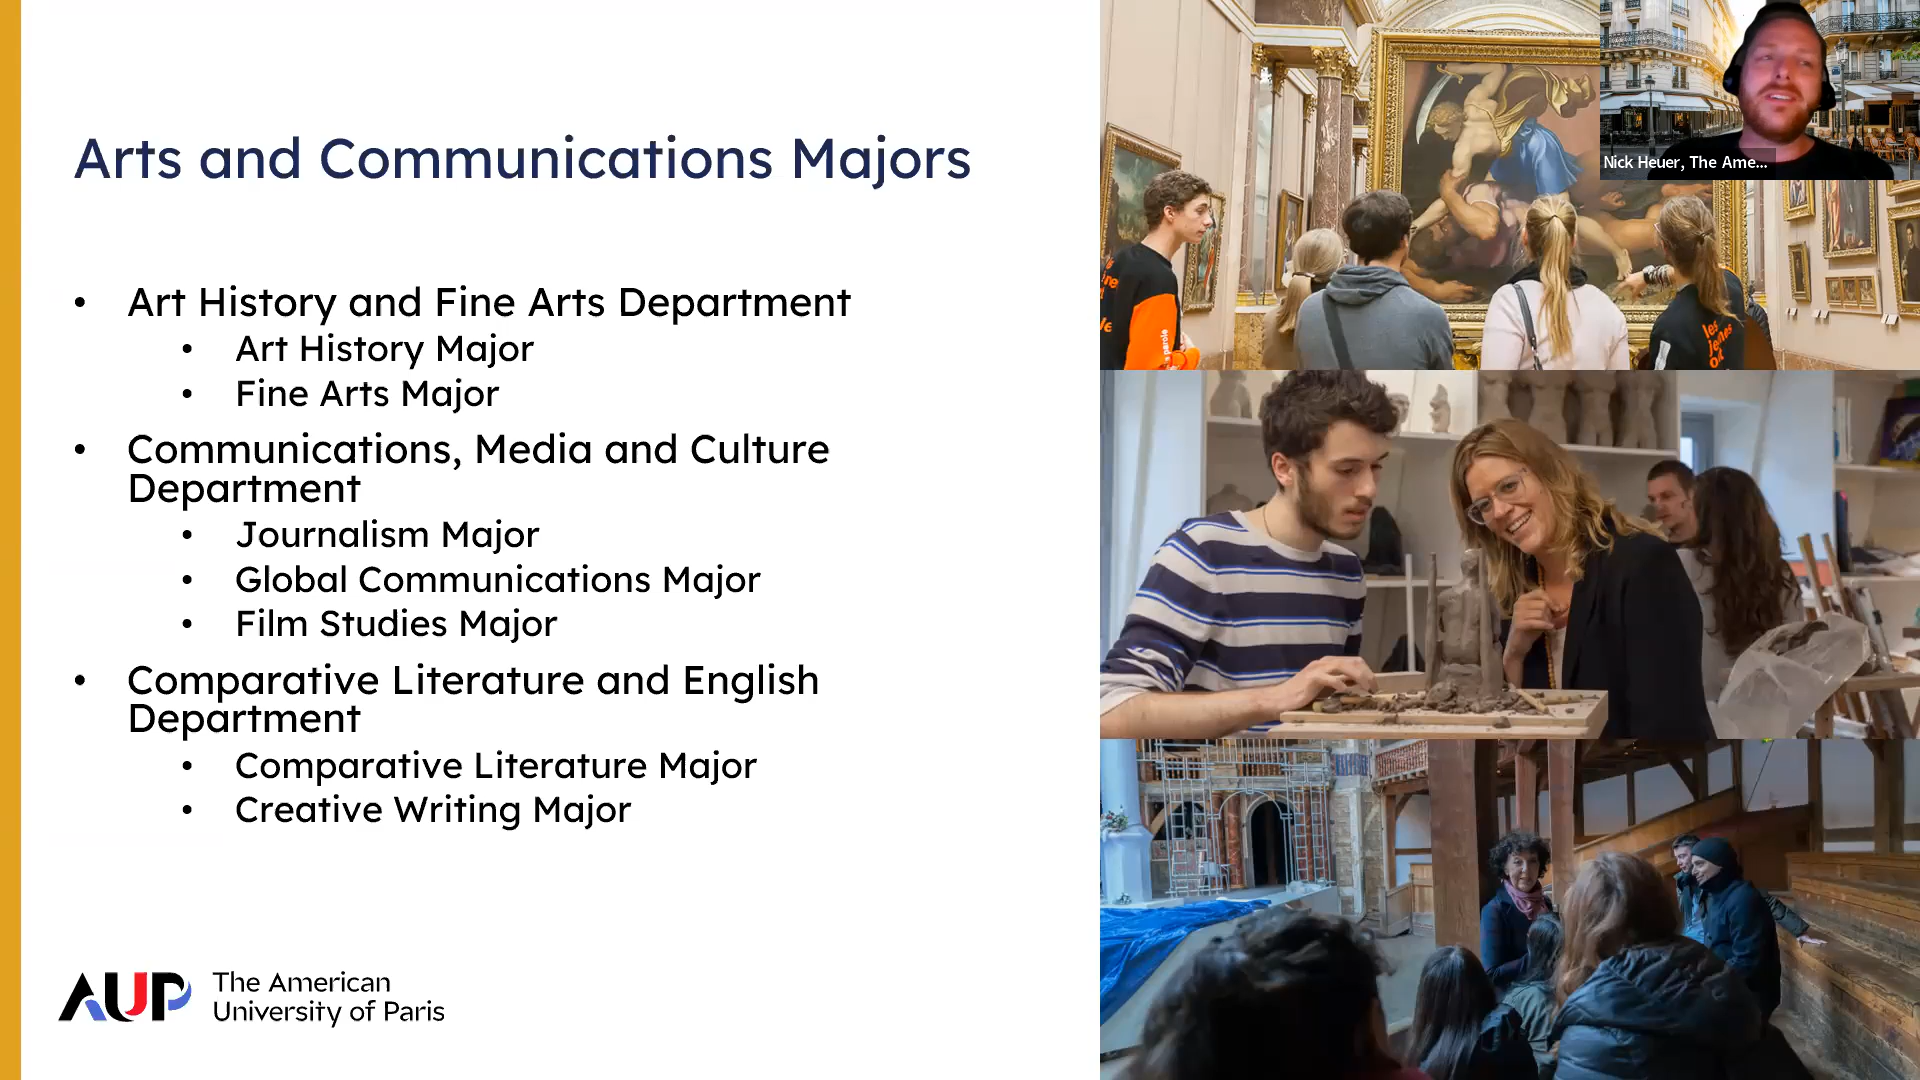 Arts and Communications Majors
• Art History and Fine Arts Department
• Art History Major
• Fine Arts Major
• Communications, Media and Culture
Department
• Journalism Major
• Global Communications Major
• Film Studies Major
• Comparative Literature and English
Department
• Comparative Literature Major
• Creative Writing Major
AUP
The American
University of Paris
Nick Heuer, The Ame...
les
parole